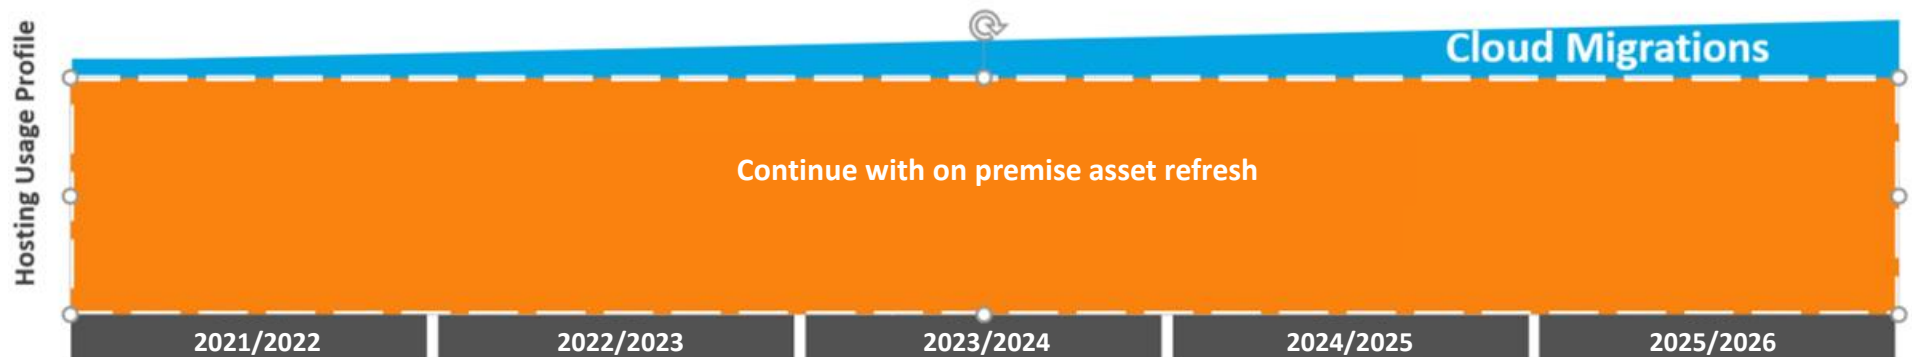 Hosting Usage Profile
Cloud Migrations
Continue with on premise asset refresh
2021/2022
2022/2023
2023/2024
2024/2025
2025/2026